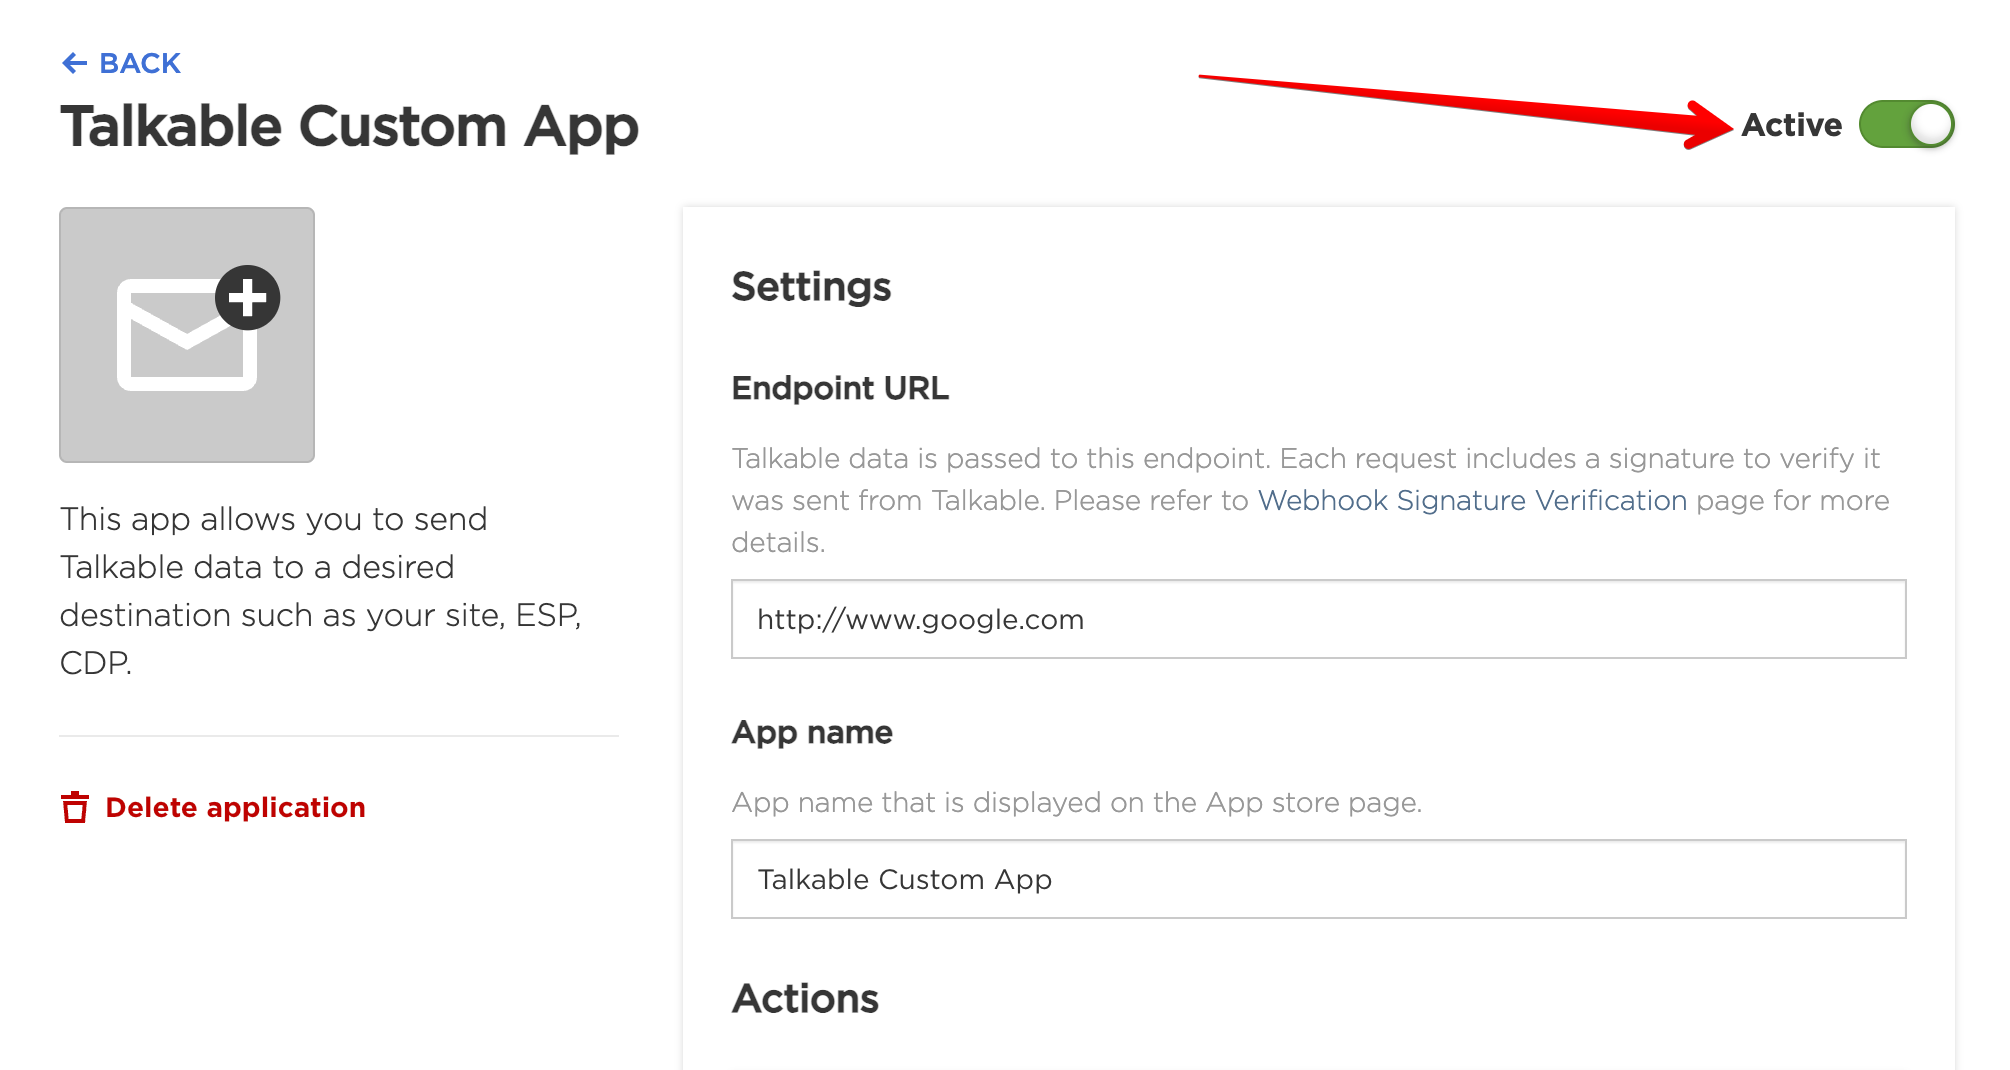 BACK
Talkable Custom App
Active
This app allows you to send
Talkable data to a desired
destination such as your site, ESP,
CDP.
Delete application
Settings
Endpoint URL
Talkable data is passed to this endpoint. Each request includes a signature to verify it
was sent from Talkable. Please refer to Webhook Signature Verification page for more
details.
http://www.google.com
App name
App name that is displayed on the App store page.
Talkable Custom App
Actions